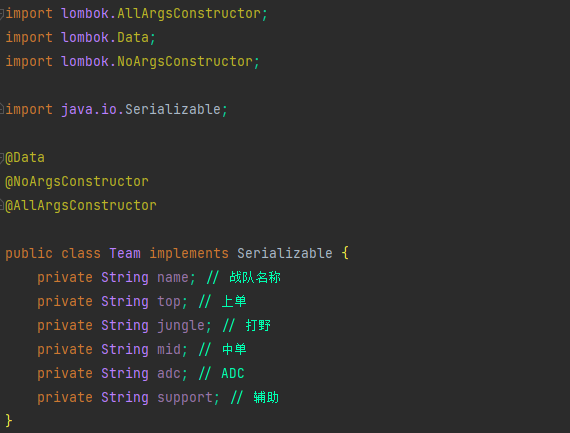 import lombok.AllArgsConstructor;
import lombok.Data;
import lombok.NoArgsConstructor;
import java.io.Serializable;
@Data
@NoArgsConstructor
@AllArgsConstructor
public class Team implements Serializable {
private String name; // 战队名称
private String top; // 上单
private String jungle; // 打野
private String mid; // 中单
private String adc; // ADC
private String support; // 辅助
}